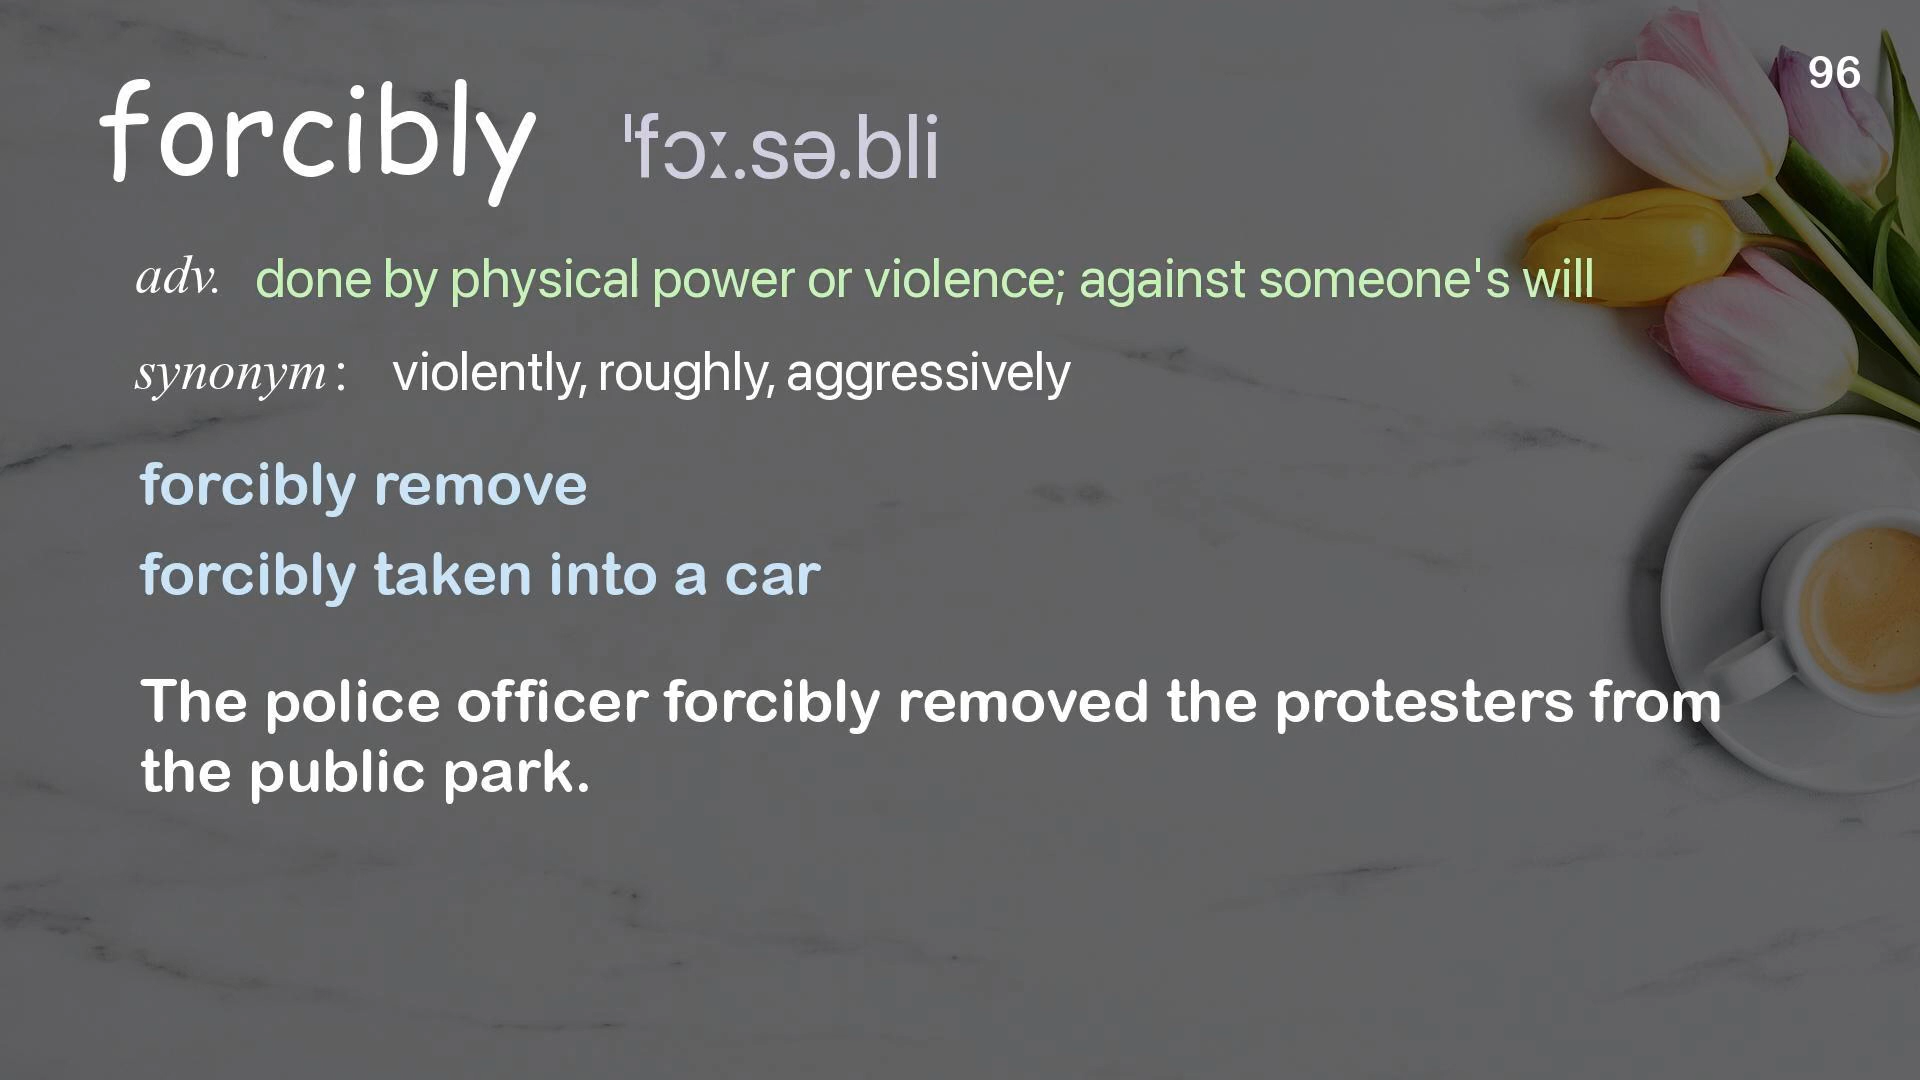 96
forcibly ˈfɔː.sə.bli
adv. done by physical power or violence; against someone's will
synonym: violently, roughly, aggressively
forcibly remove
forcibly taken into a car
The police officer forcibly removed the protesters from
the public park.